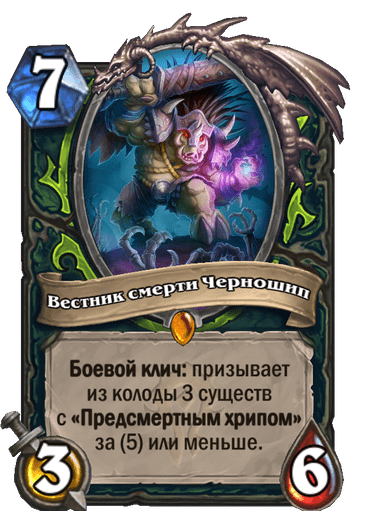 7
Вестник смерти Черношип
Боевой клич: призывает
из колоды 3 существ
с «Предсмертным хрипом»
за (5) или меньше.
3
6